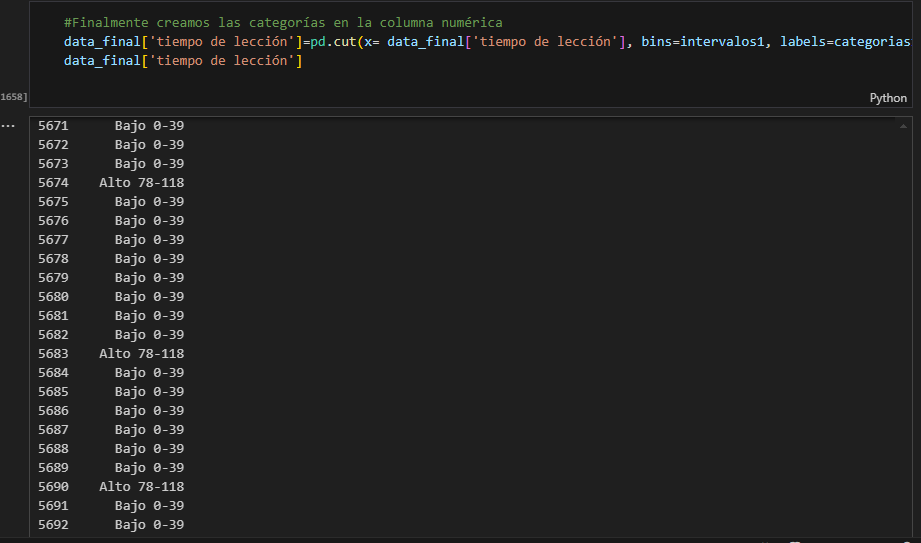 #Finalmente creamos las categorías en la columna numérica
data_final['tiempo de lección']=pd.cut(x= data_final['tiempo de lección'], bins=intervalos1, labels=categorias
data_final['tiempo de lección']
1658]
Python
...
5671 Bajo 0-39
5672 Bajo 0-39
5673 Bajo 0-39
5674 Alto 78-118
5675 Bajo 0-39
5676 Bajo 0-39
5677 Bajo 0-39
5678 Bajo 0-39
5679 Bajo 0-39
5680 Bajo 0-39
5681 Bajo 0-39
5682 Bajo 0-39
5683 Alto 78-118
5684 Bajo 0-39
5685 Bajo 0-39
5686 Bajo 0-39
5687 Bajo 0-39
5688 Bajo 0-39
5689 Bajo 0-39
5690 Alto 78-118
5691 Bajo 0-39
5692 Bajo 0-39